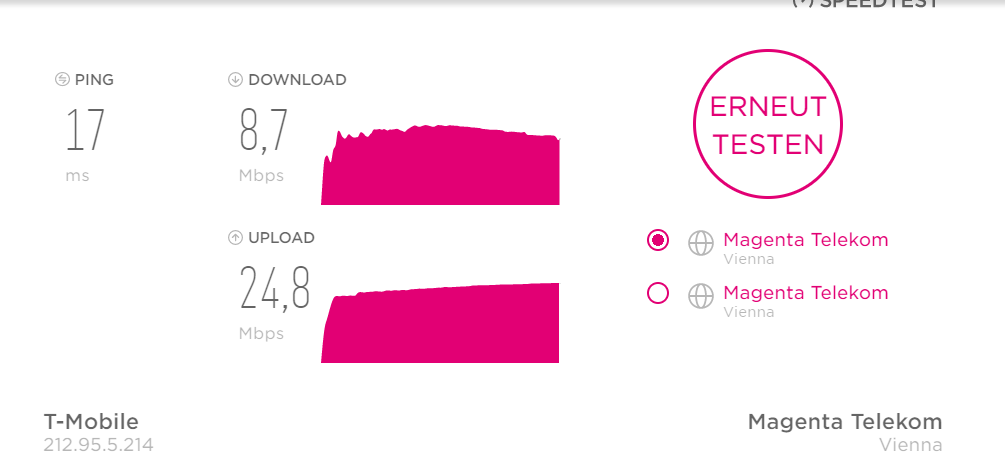 SPEEDTEST
PING
17
ms
DOWNLOAD
8,7
Mbps
UPLOAD
24,8
Mbps
ERNEUT
TESTEN
Magenta Telekom
Vienna
Magenta Telekom
Vienna
T-Mobile
212.95.5.214
Magenta Telekom
Vienna